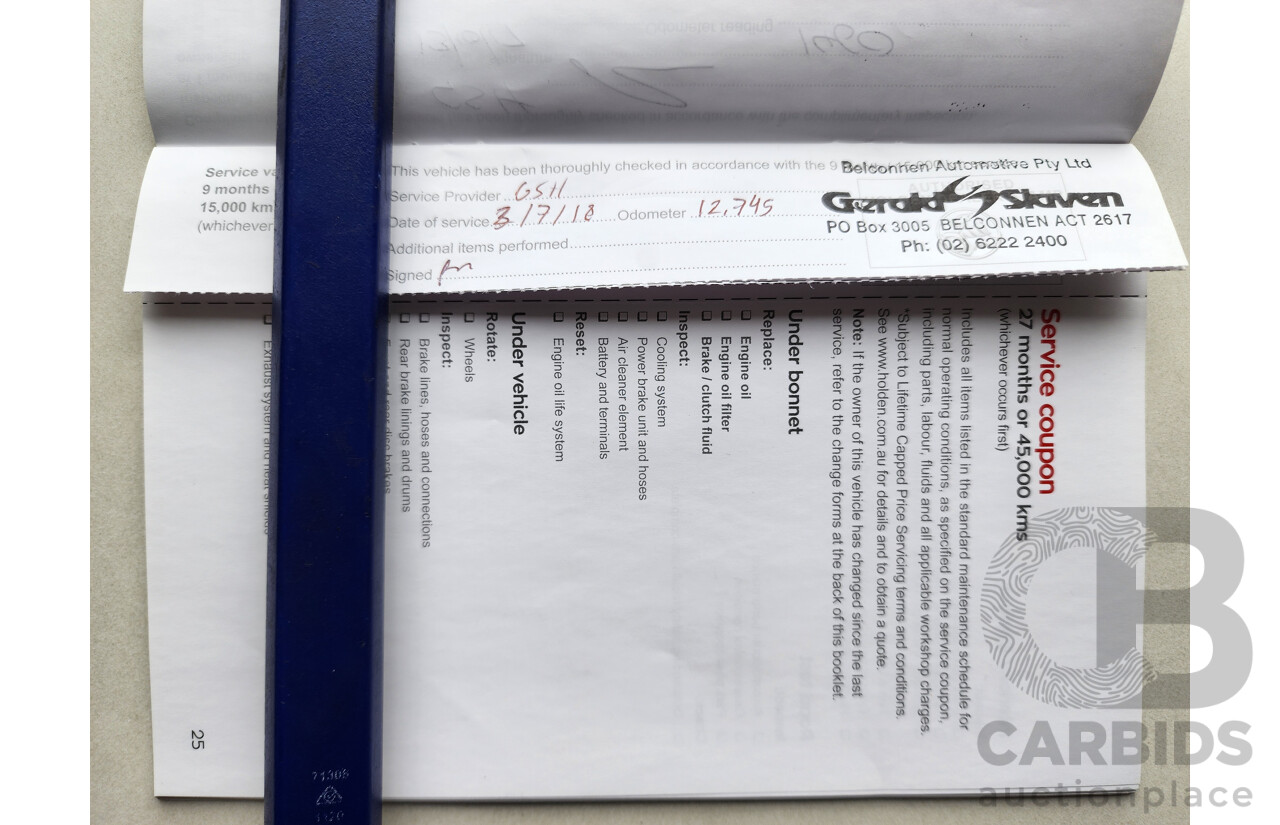 Odometer reading
Service va
9 months
15,000 km
(whichever
This vehicle has been thoroughly checked in accordance with the 9
Service Provider GSH
Date of service 3/7/18 Odometer 12,745
Additional items performed
Signed
Belconnen Automotive Pty Ltd
Gerald Slaven
PO Box 3005 BELCONNEN ACT 2617
Ph: (02) 6222 2400
Service coupon
27 months or 45,000 kms
(whichever occurs first)
Includes all items listed in the standard maintenance schedule for
normal operating conditions, as specified on the service coupon,
including parts, labour, fluids and all applicable workshop charges.
*Subject to Lifetime Capped Price Servicing terms and conditions.
See www.holden.com.au for details and to obtain a quote.
Note: If the owner of this vehicle has changed since the last
service, refer to the change forms at the back of this booklet.
Under bonnet
Replace:
Engine oil
Engine oil filter
Brake / clutch fluid
Inspect:
Cooling system
Power brake unit and hoses
Air cleaner element
Battery and terminals
Reset:
Engine oil life system
Under vehicle
Rotate:
Wheels
Inspect:
Brake lines, hoses and connections
Rear brake linings and drums
Exhaust system and heat shields
25
CARBIDS
auctionplace